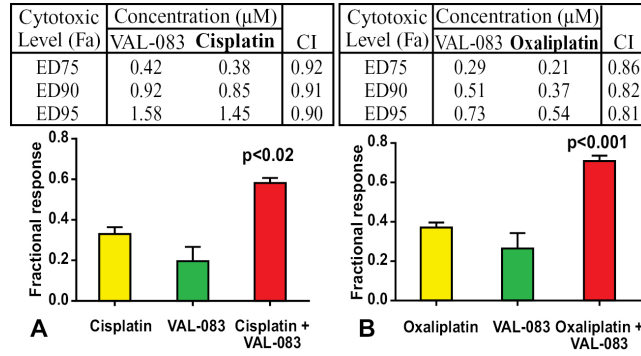 Cytotoxic Level (Fa) Concentration (µM) CI
VAL-083 Cisplatin
ED75 0.42 0.38 0.92
ED90 0.92 0.85 0.91
ED95 1.58 1.45 0.90
Cytotoxic Level (Fa) Concentration (µM) CI
VAL-083 Oxaliplatin
ED75 0.29 0.21 0.86
ED90 0.51 0.37 0.82
ED95 0.73 0.54 0.81
Fractional response
0.8
0.6
0.4
0.2
0.0
p<0.02
Cisplatin VAL-083 Cisplatin + VAL-083
A
Fractional response
0.8
0.6
0.4
0.2
0.0
p<0.001
Oxaliplatin VAL-083 Oxaliplatin + VAL-083
B